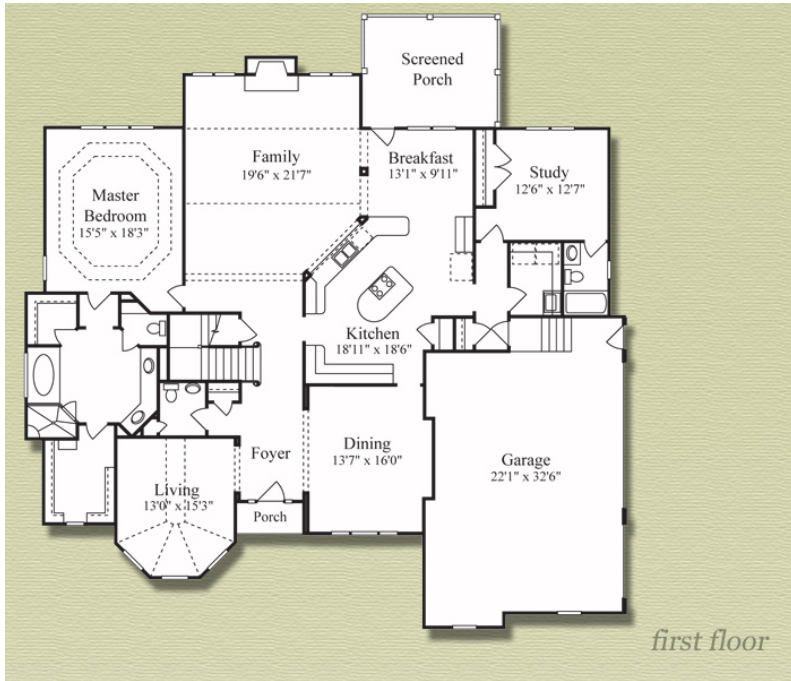 Screened
Porch
Family
19'6" x 21'7"
Breakfast
13'1" x 9'11"
Study
12'6" x 12'7"
Master
Bedroom
15'5" x 18'3"
Kitchen
18'11" x 18'6"
Foyer
Dining
13'7" x 16'0"
Garage
22'1" x 32'6"
Living
13'0" x 15'3"
Porch
first floor